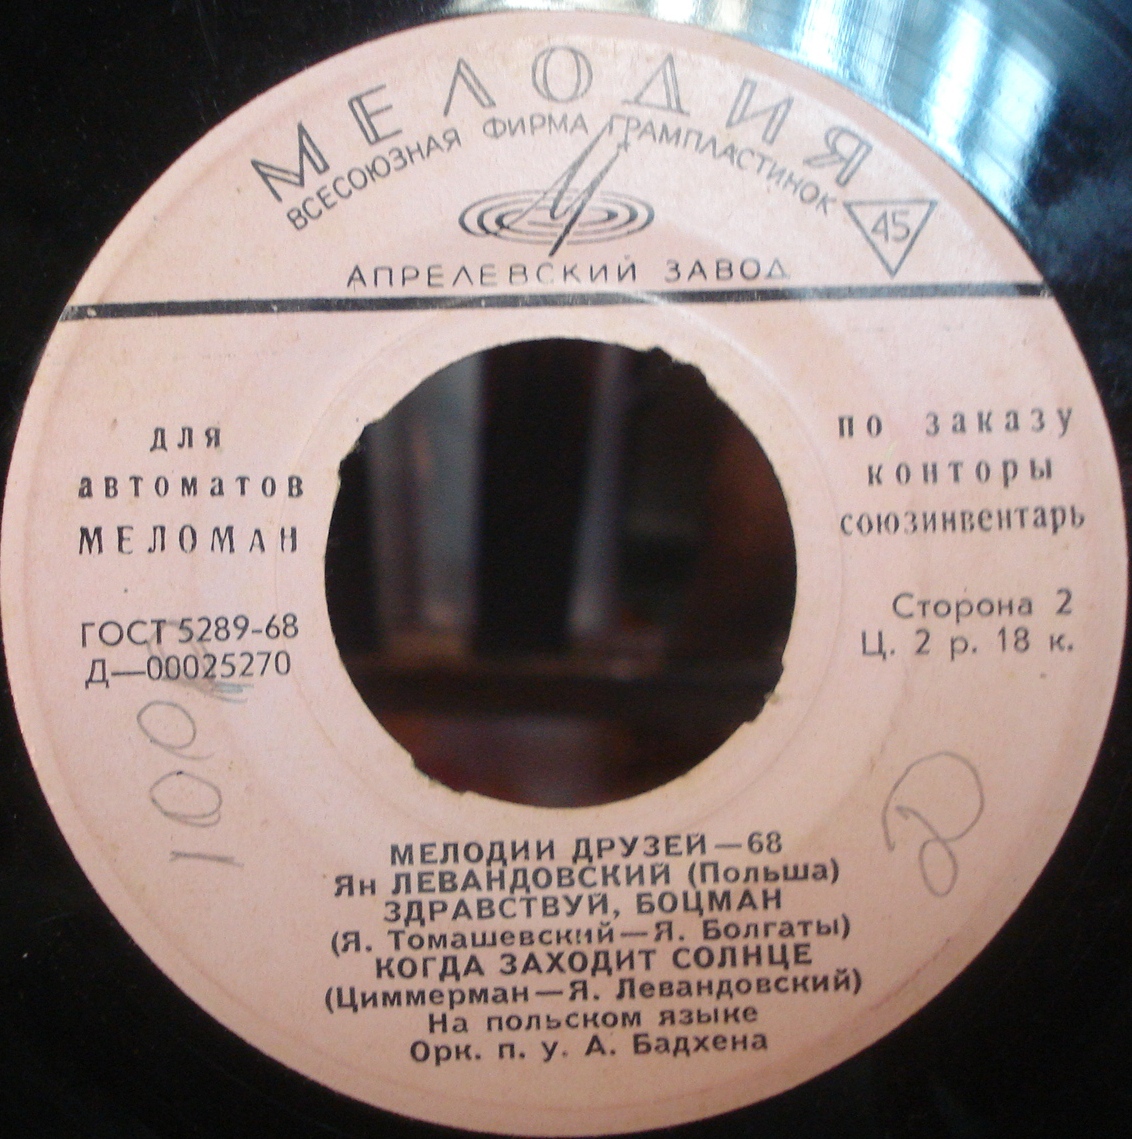 МЕЛОДИЯ
ВСЕСОЮЗНАЯ ФИРМА ГРАМПЛАСТИНОК
45
АПРЕЛЕВСКИЙ ЗАВОД
для
автоматов
МЕЛОМАН
ГОСТ 5289-68
Д—00025270
по заказу
конторы
союзинвентарь
Сторона 2
Ц. 2 р. 18 к.
МЕЛОДИИ ДРУЗЕЙ—68
Ян ЛЕВАНДОВСКИЙ (Польша)
ЗДРАВСТВУЙ, БОЦМАН
(Я. Томашевский—Я. Болгаты)
КОГДА ЗАХОДИТ СОЛНЦЕ
(Циммерман—Я. Левандовский)
На польском языке
Орк. п. у. А. Бадхена